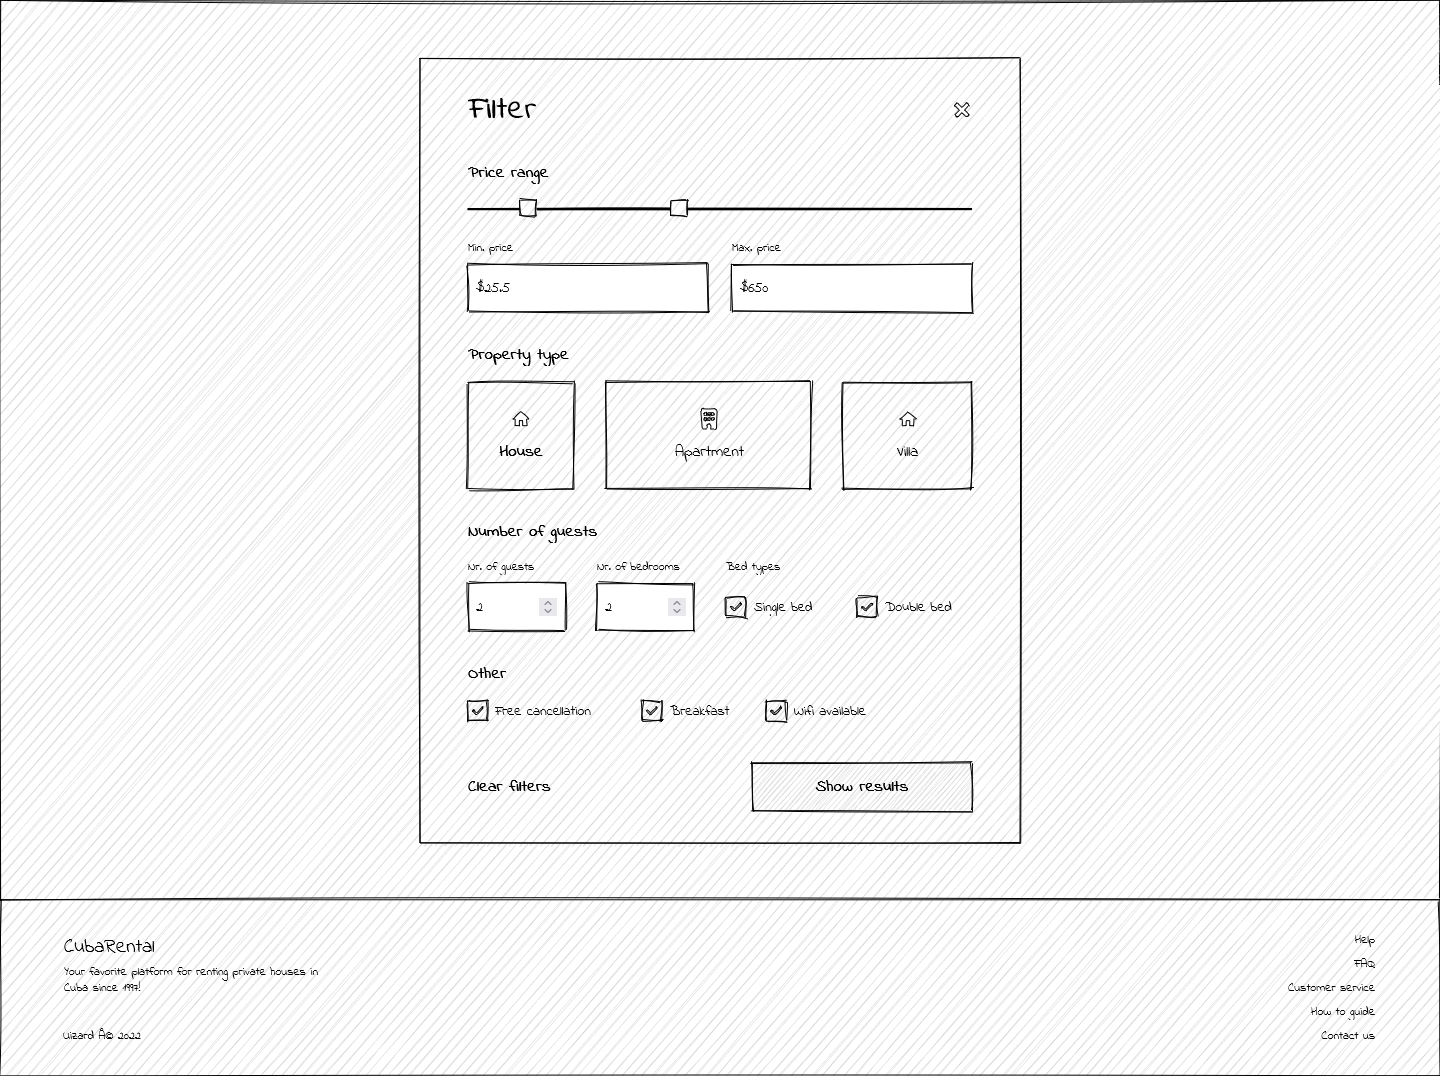 Filter
Price range
Min. price
Max. price
$25.5
$650
Property type
House
Apartment
Villa
Number of guests
Nr. of guests
Nr. of bedrooms
Bed types
2
2
Single bed
Double bed
Other
Free cancellation
Breakfast
Wifi available
Clear filters
Show results
CubaRental
Your favorite platform for renting private houses in
Cuba since 1997!
Uizard Â© 2022
Help
FAQ
Customer service
How to guide
Contact us